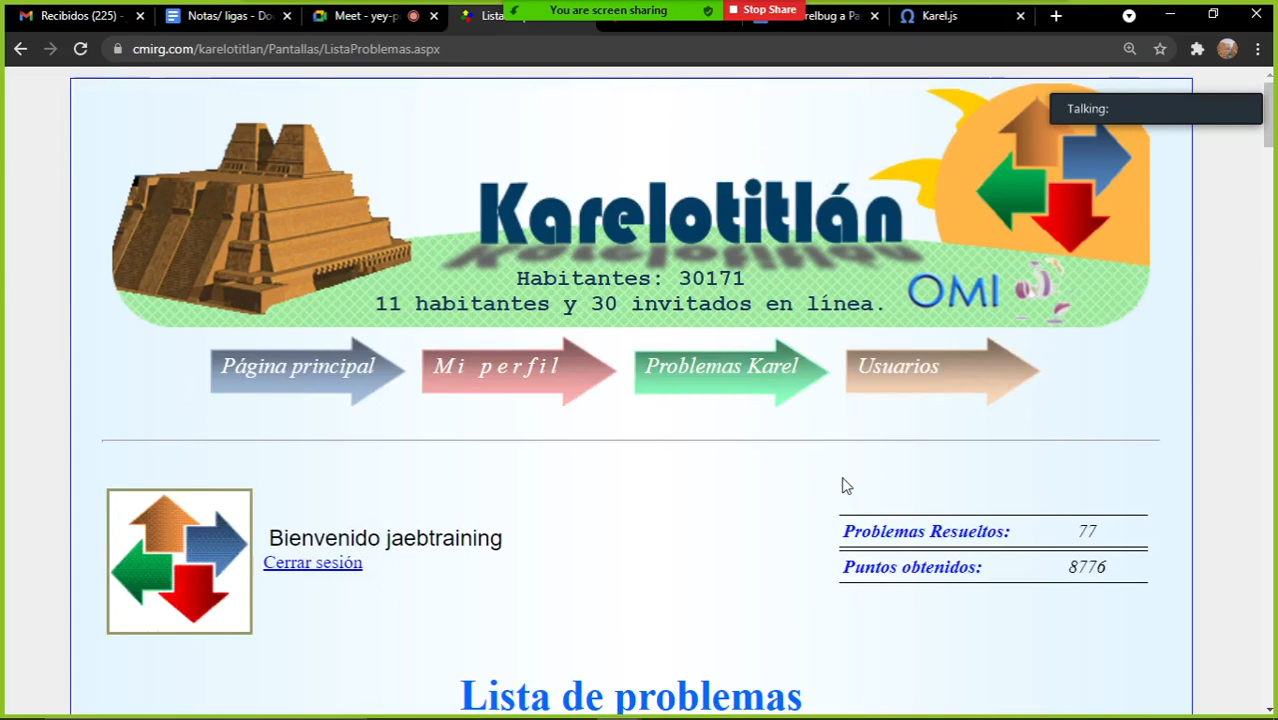 Recibidos (225) -
Notas/ ligas - Do
Meet - yey-p
Lista
You are screen sharing
Stop Share
relbug a Pa
Karel.js
cmirg.com/karelotitlan/Pantallas/ListaProblemas.aspx
Talking:
Karelotitlán
Habitantes: 30171
11 habitantes y 30 invitados en línea.
OMI
Página principal
Mi perfil
Problemas Karel
Usuarios
Bienvenido jaebtraining
Cerrar sesión
Problemas Resueltos: 77
Puntos obtenidos: 8776
Lista de problemas